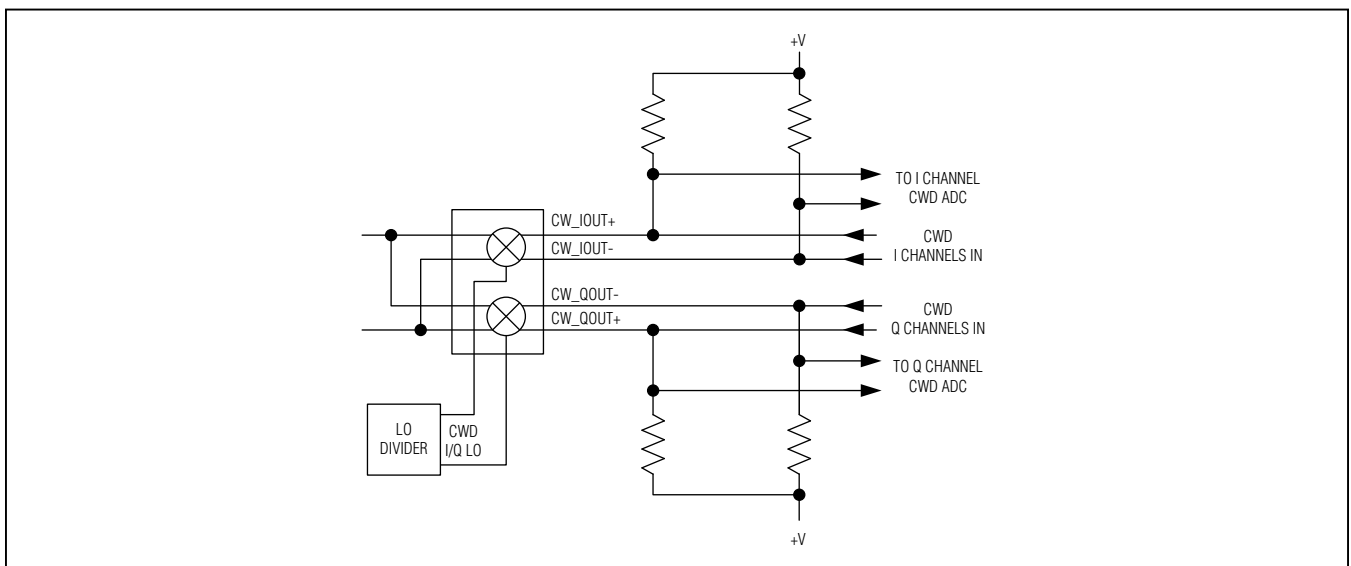 +V
TO I CHANNEL
CWD ADC
CW_IOUT+
CWD
I CHANNELS IN
CW_IOUT-
CW_QOUT-
CWD
Q CHANNELS IN
CW_QOUT+
TO Q CHANNEL
CWD ADC
LO
DIVIDER
CWD
I/Q LO
+V